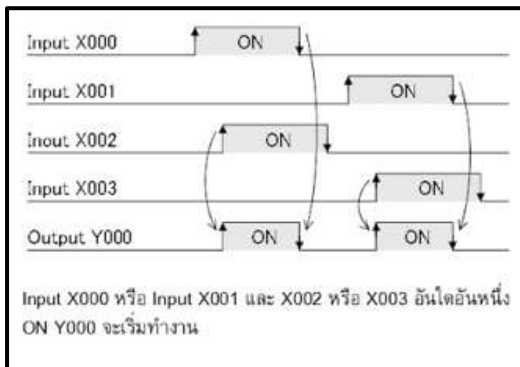 Input X000
ON
Input X001
ON
Inout X002
ON
Input X003
ON
Output Y000
ON
ON
Input X000 หรือ Input X001 และ X002 หรือ X003 อันใดอันหนึ่ง
ON Y000 จะเริ่มทำงาน